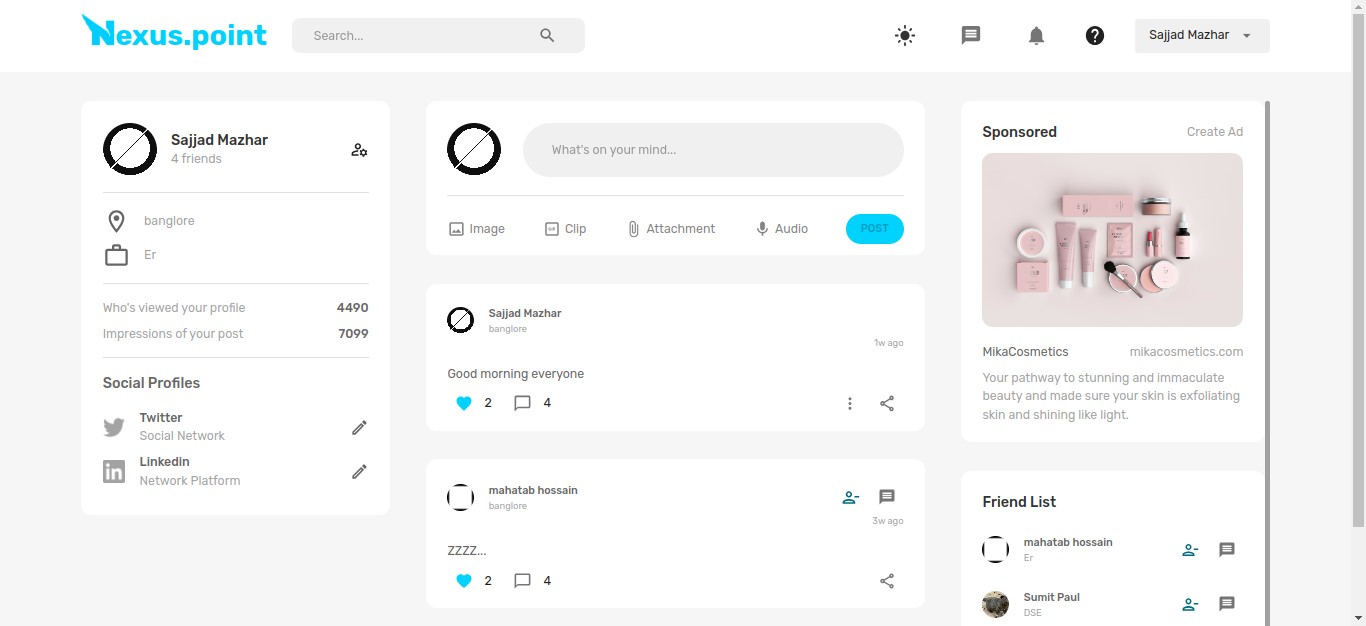 Nexus.point
Search...
Sajjad Mazhar
Sajjad Mazhar
4 friends
banglore
Er
Who's viewed your profile 4490
Impressions of your post 7099
Social Profiles
Twitter
Social Network
Linkedin
Network Platform
What's on your mind...
Image Clip Attachment Audio POST
Sajjad Mazhar
banglore
1w ago
Good morning everyone
2 4
mahatab hossain
banglore
3w ago
ZZZZ...
2 4
Sponsored Create Ad
MikaCosmetics mikacosmetics.com
Your pathway to stunning and immaculate
beauty and made sure your skin is exfoliating
skin and shining like light.
Friend List
mahatab hossain
Er
Sumit Paul
DSE